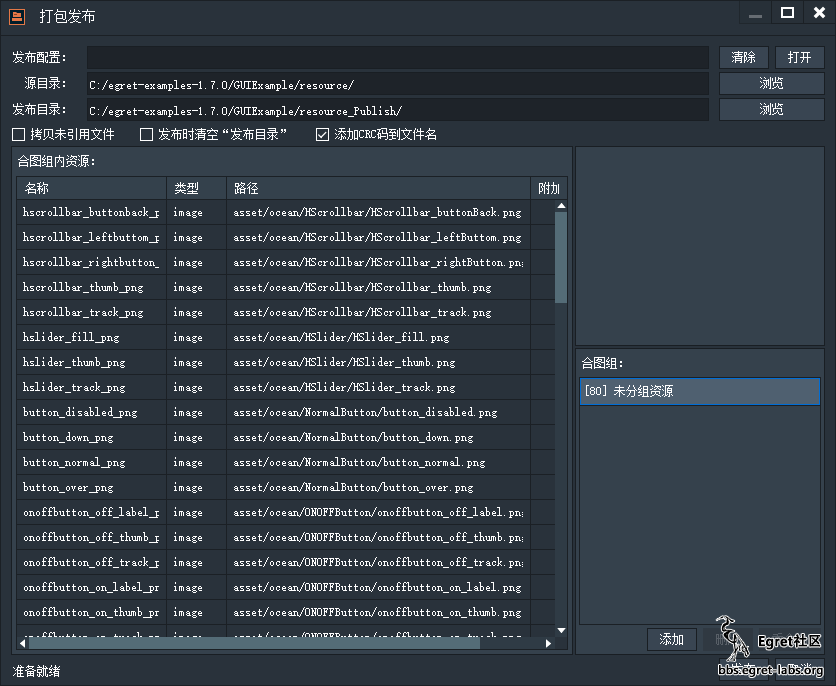 打包发布
发布配置： 清除 打开
源目录： C:/egret-examples-1.7.0/GUIExample/resource/ 浏览
发布目录： C:/egret-examples-1.7.0/GUIExample/resource_Publish/ 浏览
拷贝未引用文件 发布时清空“发布目录” 添加CRC码到文件名
合图组内资源：
名称 类型 路径 附加
hscrollbar_buttonback_p image asset/ocean/HScrollbar/HScrollbar_buttonBack.png
hscrollbar_leftbuttom_p image asset/ocean/HScrollbar/HScrollbar_leftButtom.png
hscrollbar_rightbutton_ image asset/ocean/HScrollbar/HScrollbar_rightButton.pn
hscrollbar_thumb_png image asset/ocean/HScrollbar/HScrollbar_thumb.png
hscrollbar_track_png image asset/ocean/HScrollbar/HScrollbar_track.png
hslider_fill_png image asset/ocean/HSlider/HSlider_fill.png
hslider_thumb_png image asset/ocean/HSlider/HSlider_thumb.png
hslider_track_png image asset/ocean/HSlider/HSlider_track.png
button_disabled_png image asset/ocean/NormalButton/button_disabled.png
button_down_png image asset/ocean/NormalButton/button_down.png
button_normal_png image asset/ocean/NormalButton/button_normal.png
button_over_png image asset/ocean/NormalButton/button_over.png
onoffbutton_off_label_p image asset/ocean/ONOFFButton/onoffbutton_off_label.pn
onoffbutton_off_thumb_p image asset/ocean/ONOFFButton/onoffbutton_off_thumb.pn
onoffbutton_off_track_p image asset/ocean/ONOFFButton/onoffbutton_off_track.pn
onoffbutton_on_label_pr image asset/ocean/ONOFFButton/onoffbutton_on_label.png
onoffbutton_on_thumb_pr image asset/ocean/ONOFFButton/onoffbutton_on_thumb.png
合图组：
[80] 未分组资源
添加
Egret社区
bbs.egret-labs.org
准备就绪